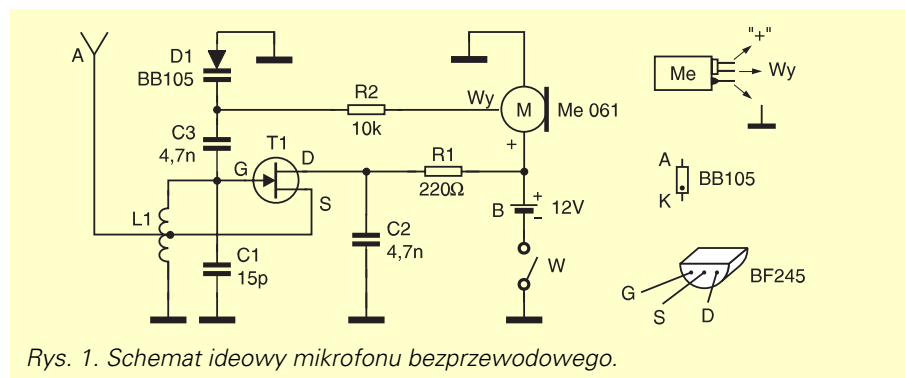 A
D1
BB105
R2
10k
Wy
M
Me 061
+
C3
4,7n
T1
G
D
S
R1
220Ω
L1
C1
15p
C2
4,7n
B
+
–
12V
W
Me
"+"
Wy
A
K
BB105
G
S
D
BF245
Rys. 1. Schemat ideowy mikrofonu bezprzewodowego.